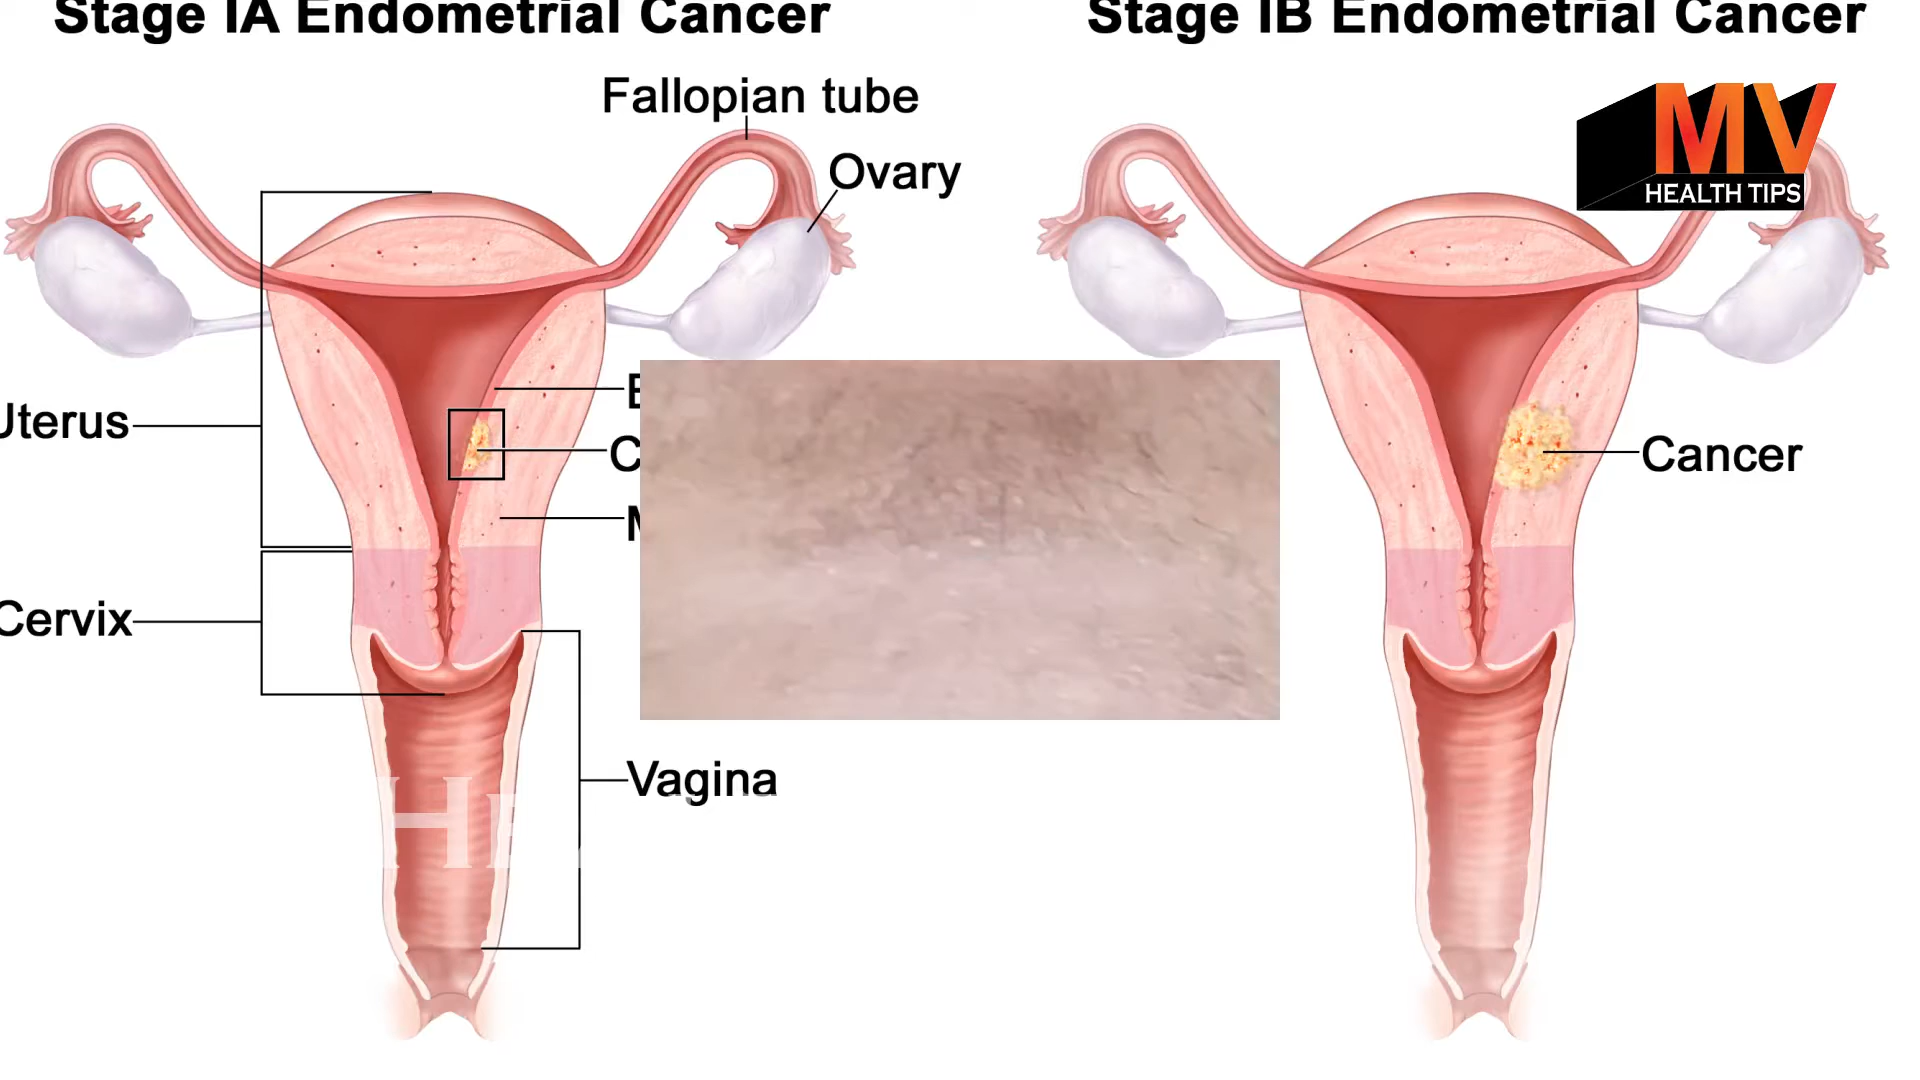 Stage IA Endometrial Cancer
Stage IB Endometrial Cancer
Fallopian tube
Ovary
MV
HEALTH TIPS
Uterus
Cancer
Cervix
Vagina